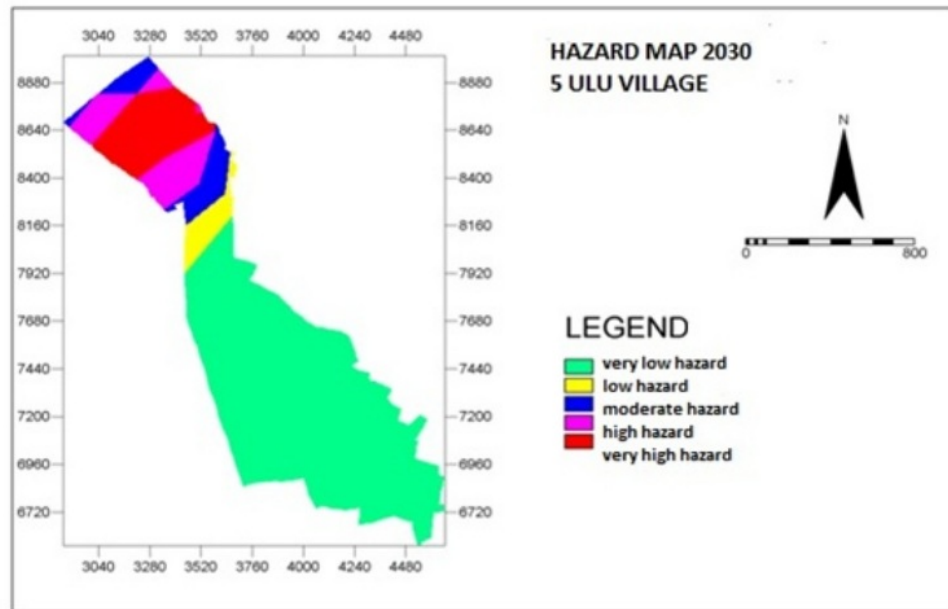 3040 3280 3520 3760 4000 4240 4480
HAZARD MAP 2030
5 ULU VILLAGE
8880 8880
8640 8640
8400 8400
8160 8160
7920 7920
7680 7680
7440 7440
7200 7200
6960 6960
6720 6720
3040 3280 3520 3760 4000 4240 4480
N
0 800
LEGEND
very low hazard
low hazard
moderate hazard
high hazard
very high hazard